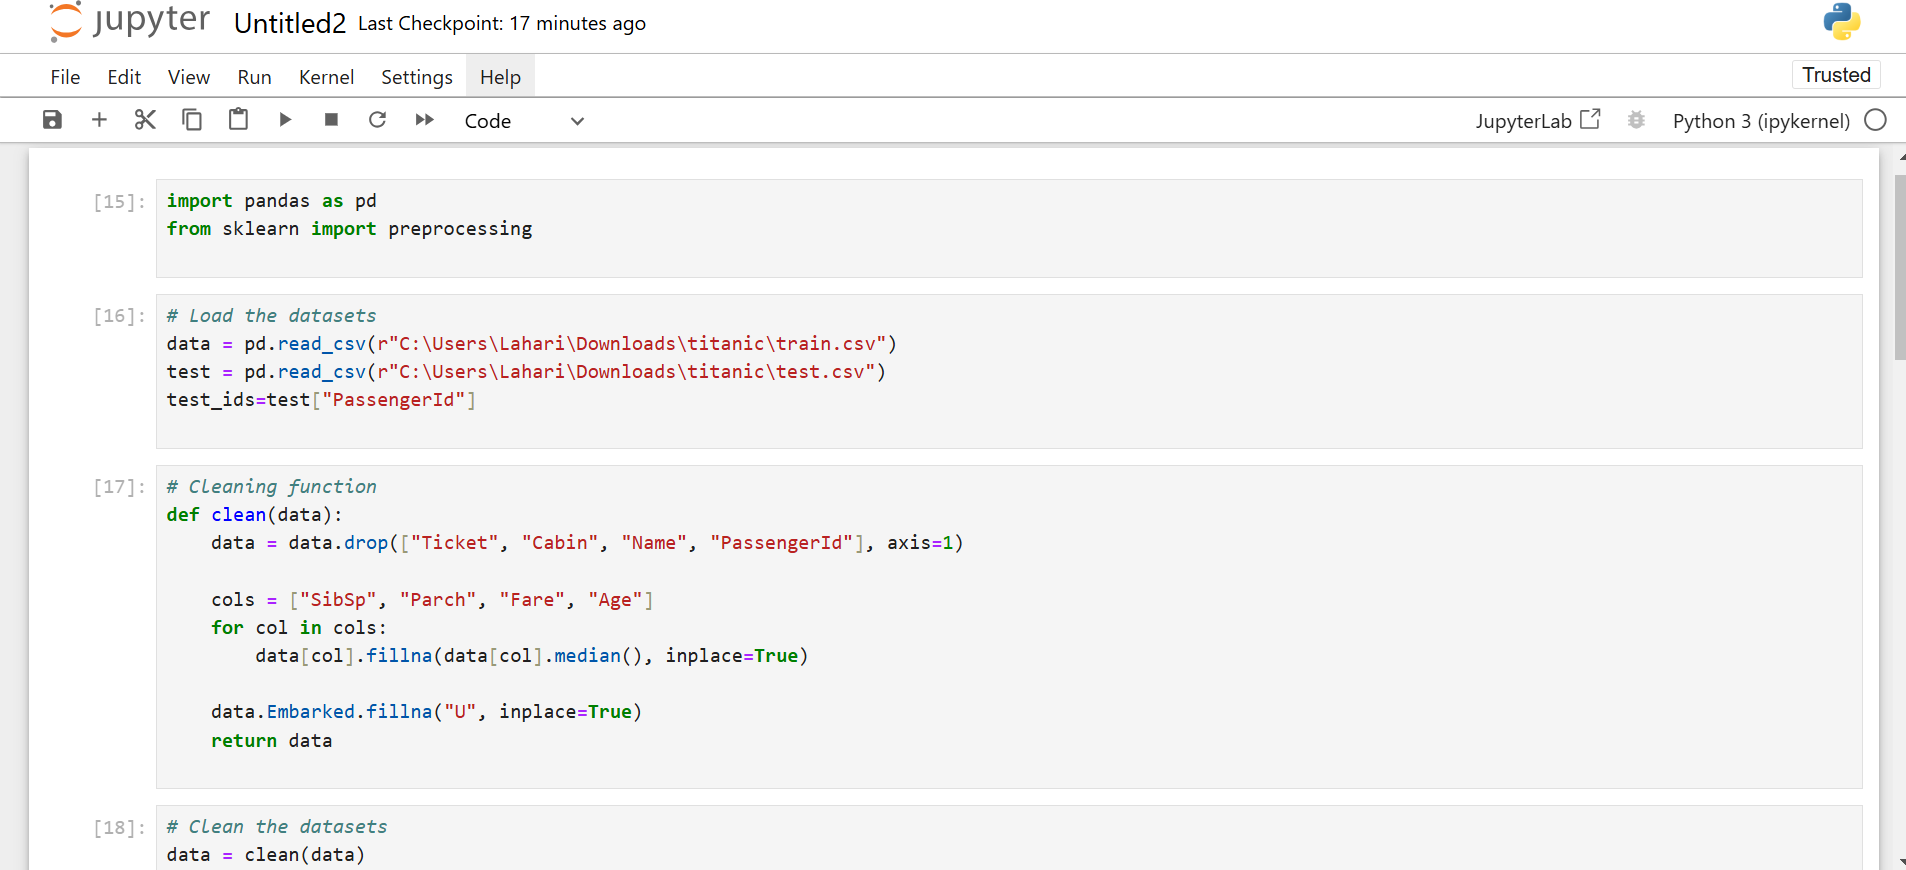 jupyter Untitled2 Last Checkpoint: 17 minutes ago
File Edit View Run Kernel Settings Help Trusted
Code JupyterLab Python 3 (ipykernel)
[15]: import pandas as pd
from sklearn import preprocessing
[16]: # Load the datasets
data = pd.read_csv(r"C:\Users\Lahari\Downloads\titanic\train.csv")
test = pd.read_csv(r"C:\Users\Lahari\Downloads\titanic\test.csv")
test_ids=test["PassengerId"]
[17]: # Cleaning function
def clean(data):
    data = data.drop(["Ticket", "Cabin", "Name", "PassengerId"], axis=1)
    cols = ["SibSp", "Parch", "Fare", "Age"]
    for col in cols:
        data[col].fillna(data[col].median(), inplace=True)
    data.Embarked.fillna("U", inplace=True)
    return data
[18]: # Clean the datasets
data = clean(data)